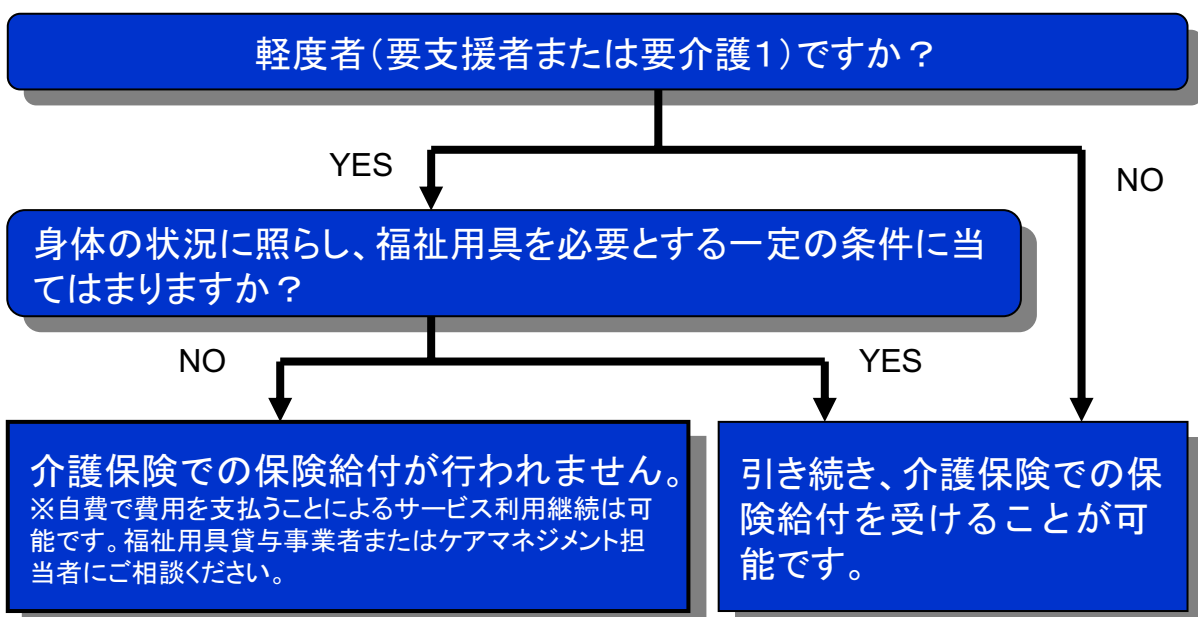 軽度者(要支援者または要介護1)ですか？
YES
NO
身体の状況に照らし、福祉用具を必要とする一定の条件に当
てはまりますか？
NO
YES
介護保険での保険給付が行われません。
※自費で費用を支払うことによるサービス利用継続は可
能です。福祉用具貸与事業者またはケアマネジメント担
当者にご相談ください。
引き続き、介護保険での保
険給付を受けることが可
能です。